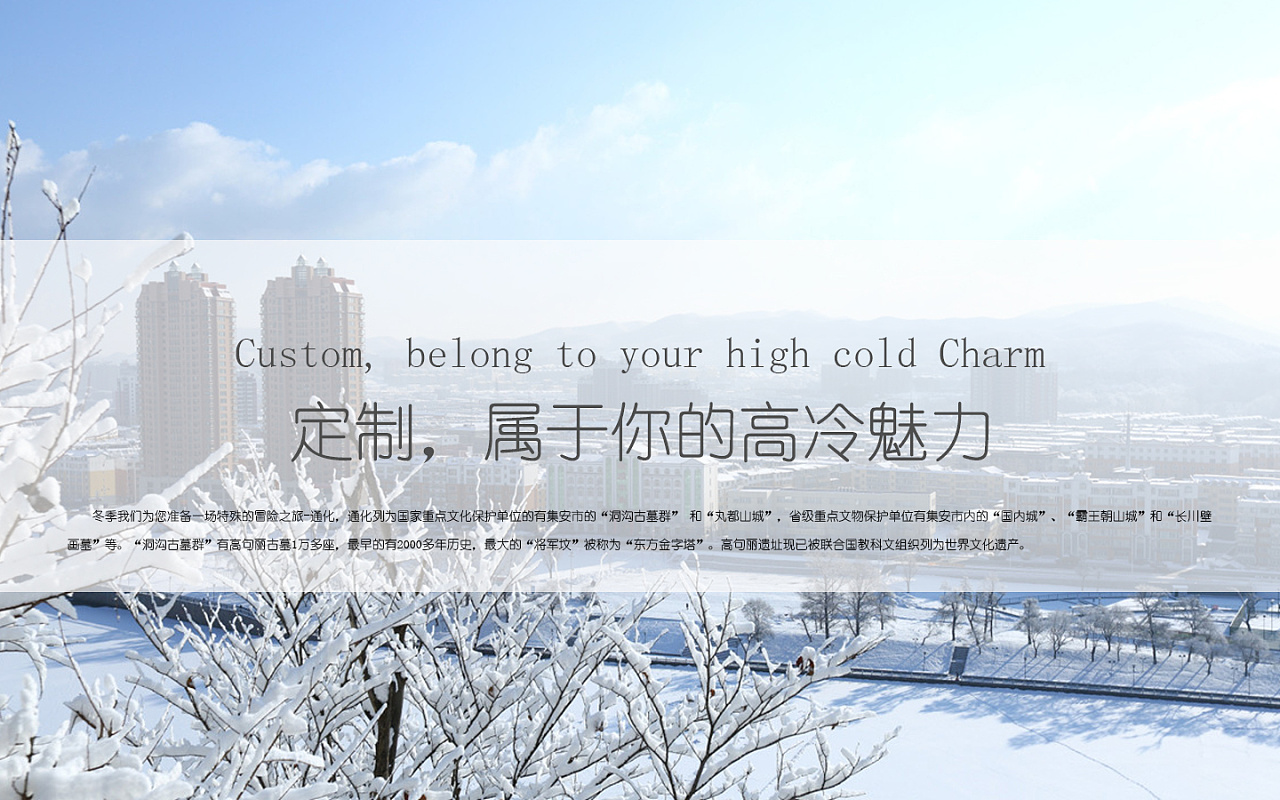 Custom, belong to your high cold Charm
定制，属于你的高冷魅力
冬季我们为您准备一场特殊的冒险之旅-通化，通化列为国家重点文化保护单位的有集安市的“洞沟古墓群” 和“丸都山城”，省级重点文物保护单位有集安市内的“国内城”、“霸王朝山城”和“长川壁
画墓”等。“洞沟古墓群”有高句丽古墓1万多座，最早的有2000多年历史，最大的“将军坟”被称为“东方金字塔”。高句丽遗址现已被联合国教科文组织列为世界文化遗产。